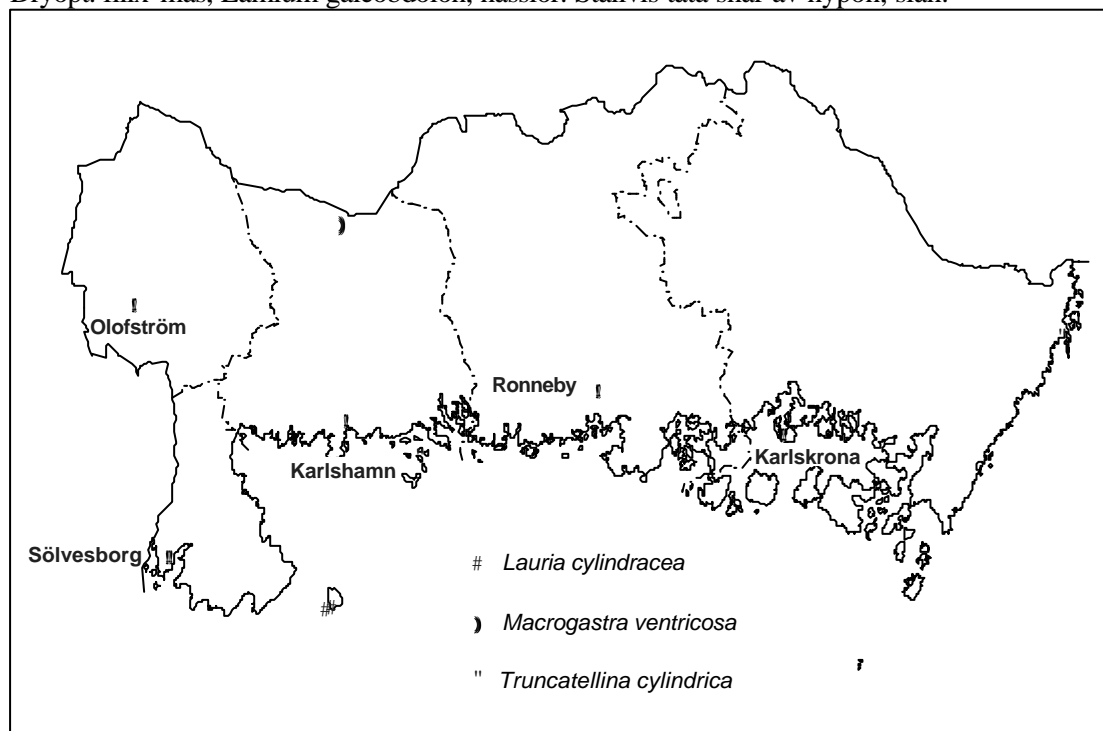 Olofström
Ronneby
Karlshamn
Karlskrona
Sölvesborg
# Lauria cylindracea
) Macrogastra ventricosa
" Truncatellina cylindrica